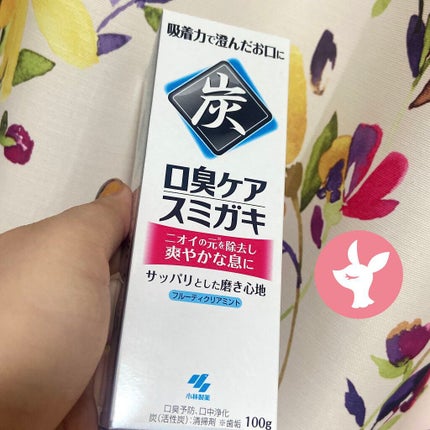 吸着力で澄んだお口に
炭
口臭ケア
スミガキ
ニオイの元※を除去し
爽やかな息に
サッパリとした磨き心地
フルーティクリアミント
小林製薬
口臭予防、口中浄化
炭(活性炭):清掃剤 ※歯垢 100g